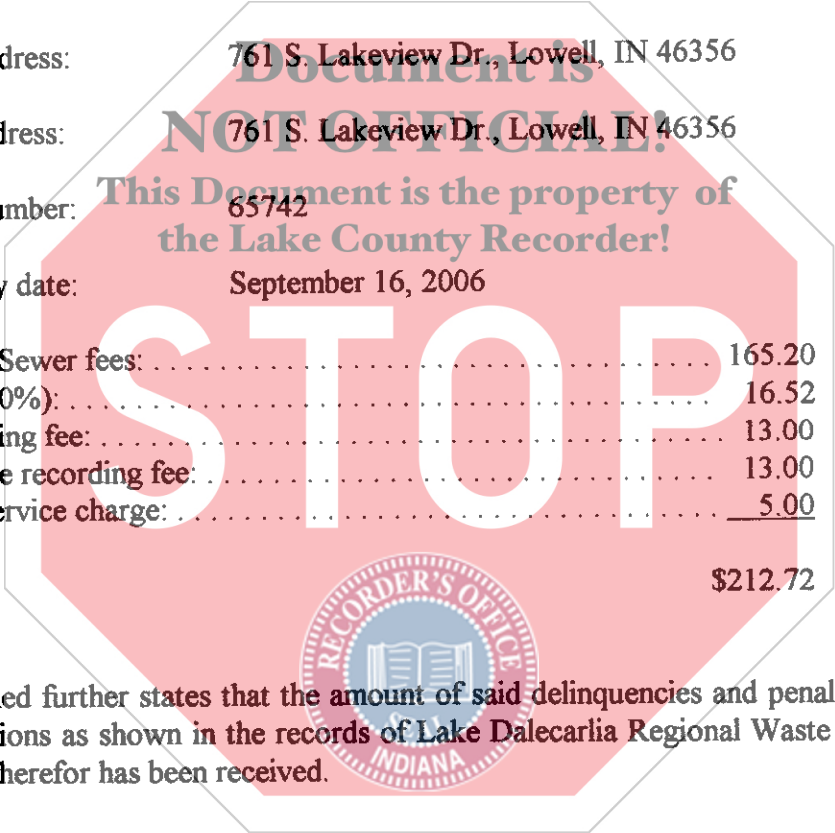 dress: 761 S. Lakeview Dr., Lowell, IN 46356
Document is
dress: 761 S. Lakeview Dr., Lowell, IN 46356
NOT OFFICIAL!
This Document is the property of
umber: 65742
the Lake County Recorder!
y date: September 16, 2006
STOP
Sewer fees: 165.20
0%): 16.52
ing fee: 13.00
e recording fee: 13.00
ervice charge: 5.00
$212.72
RECORDER'S OFFICE
ed further states that the amount of said delinquencies and penal
SEAL
ions as shown in the records of Lake Dalecarlia Regional Waste
INDIANA
herefor has been received.